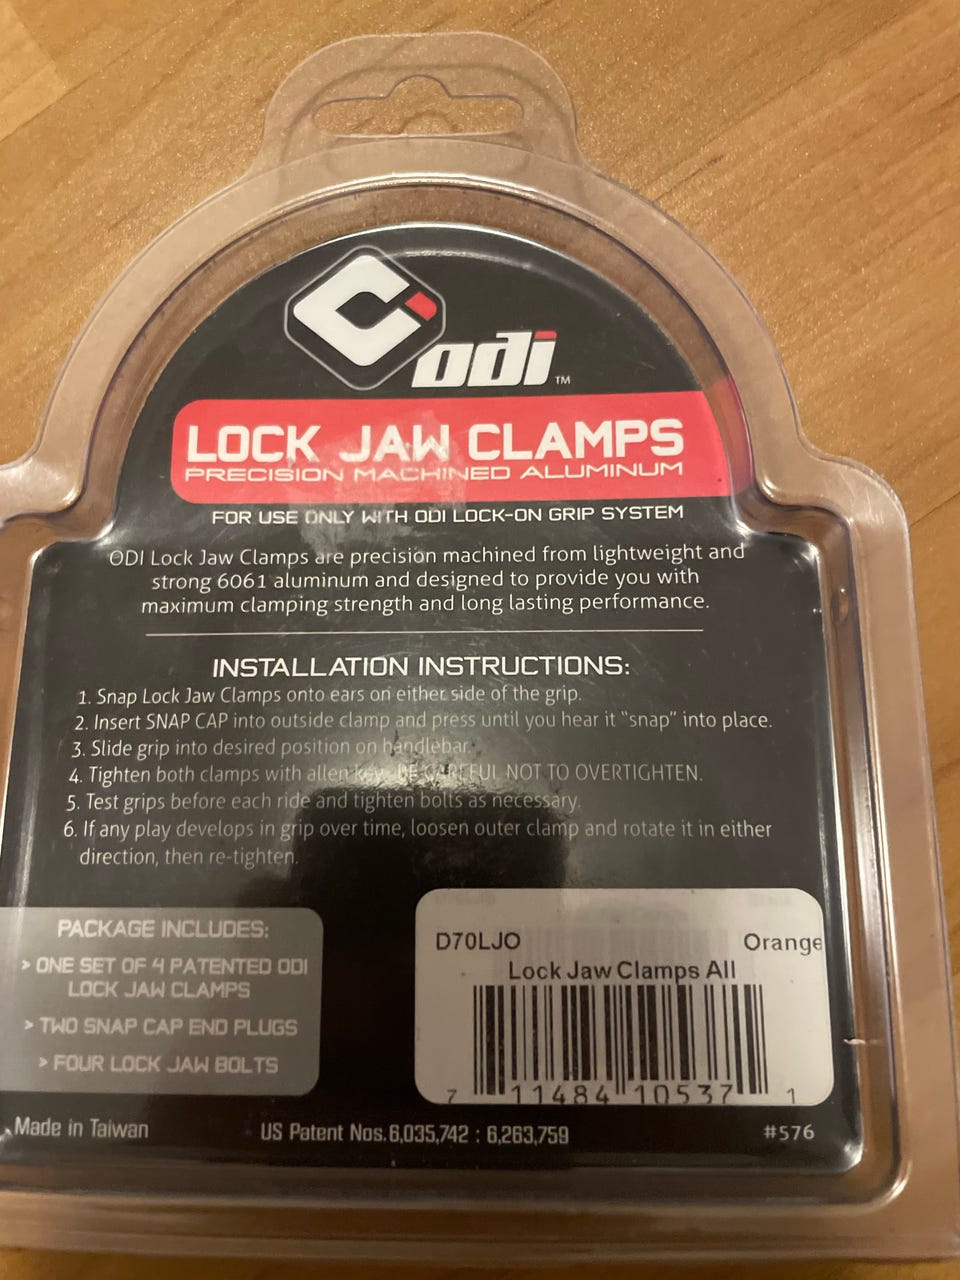 odi™
LOCK JAW CLAMPS
PRECISION MACHINED ALUMINUM
FOR USE ONLY WITH ODI LOCK-ON GRIP SYSTEM
ODI Lock Jaw Clamps are precision machined from lightweight and
strong 6061 aluminum and designed to provide you with
maximum clamping strength and long lasting performance.
INSTALLATION INSTRUCTIONS:
1. Snap Lock Jaw Clamps onto ears on either side of the grip.
2. Insert SNAP CAP into outside clamp and press until you hear it "snap" into place.
3. Slide grip into desired position on handlebar.
4. Tighten both clamps with allen key. BE CAREFUL NOT TO OVERTIGHTEN.
5. Test grips before each ride and tighten bolts as necessary.
6. If any play develops in grip over time, loosen outer clamp and rotate it in either
direction, then re-tighten.
PACKAGE INCLUDES:
> ONE SET OF 4 PATENTED ODI
LOCK JAW CLAMPS
> TWO SNAP CAP END PLUGS
> FOUR LOCK JAW BOLTS
D70LJO Orange
Lock Jaw Clamps All
7 11484 10537 1
Made in Taiwan US Patent Nos. 6,035,742 : 6,263,759 #576